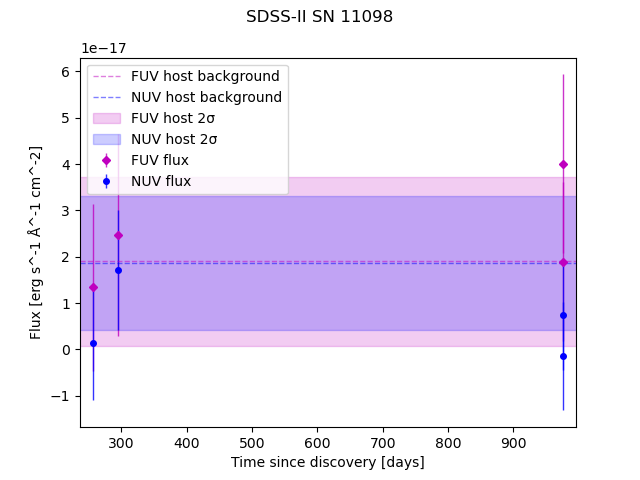 SDSS-II SN 11098
1e−17
FUV host background
NUV host background
FUV host 2σ
NUV host 2σ
FUV flux
NUV flux
6
5
4
3
2
1
0
−1
Flux [erg s^-1 Å^-1 cm^-2]
300 400 500 600 700 800 900
Time since discovery [days]